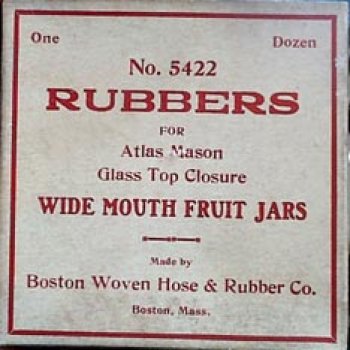 One Dozen
No. 5422
RUBBERS
FOR
Atlas Mason
Glass Top Closure
WIDE MOUTH FRUIT JARS
Made by
Boston Woven Hose & Rubber Co.
Boston, Mass.